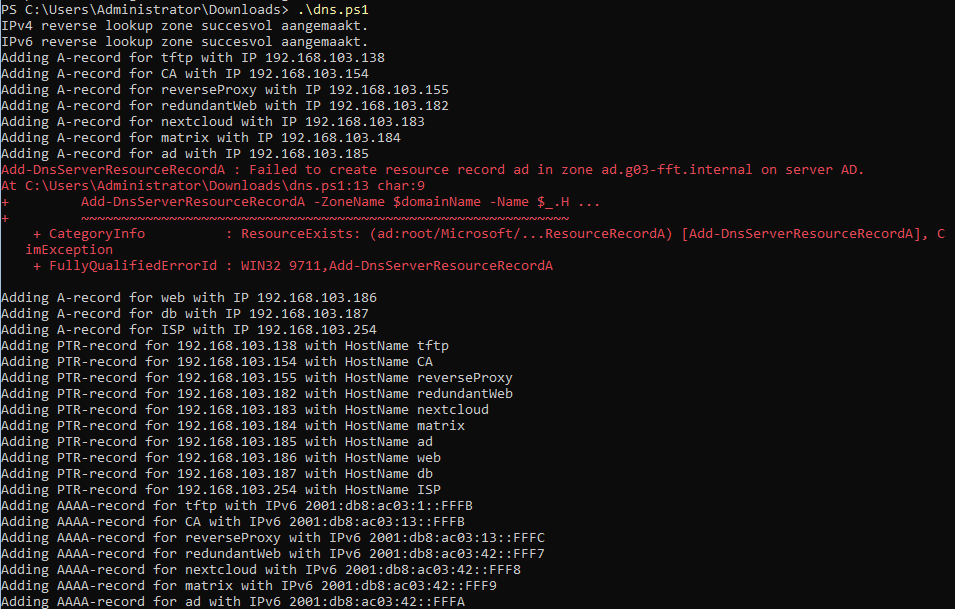 PS C:\Users\Administrator\Downloads> .\dns.ps1
IPv4 reverse lookup zone succesvol aangemaakt.
IPv6 reverse lookup zone succesvol aangemaakt.
Adding A-record for tftp with IP 192.168.103.138
Adding A-record for CA with IP 192.168.103.154
Adding A-record for reverseProxy with IP 192.168.103.155
Adding A-record for redundantWeb with IP 192.168.103.182
Adding A-record for nextcloud with IP 192.168.103.183
Adding A-record for matrix with IP 192.168.103.184
Adding A-record for ad with IP 192.168.103.185
Add-DnsServerResourceRecordA : Failed to create resource record ad in zone ad.g03-fft.internal on server AD.
At C:\Users\Administrator\Downloads\dns.ps1:13 char:9
+         Add-DnsServerResourceRecordA -ZoneName $domainName -Name $_.H ...
+         ~~~~~~~~~~~~~~~~~~~~~~~~~~~~~~~~~~~~~~~~~~~~~~~~~~~~~~~~~~~~~
    + CategoryInfo          : ResourceExists: (ad:root/Microsoft/...ResourceRecordA) [Add-DnsServerResourceRecordA], C
   imException
    + FullyQualifiedErrorId : WIN32 9711,Add-DnsServerResourceRecordA
Adding A-record for web with IP 192.168.103.186
Adding A-record for db with IP 192.168.103.187
Adding A-record for ISP with IP 192.168.103.254
Adding PTR-record for 192.168.103.138 with HostName tftp
Adding PTR-record for 192.168.103.154 with HostName CA
Adding PTR-record for 192.168.103.155 with HostName reverseProxy
Adding PTR-record for 192.168.103.182 with HostName redundantWeb
Adding PTR-record for 192.168.103.183 with HostName nextcloud
Adding PTR-record for 192.168.103.184 with HostName matrix
Adding PTR-record for 192.168.103.185 with HostName ad
Adding PTR-record for 192.168.103.186 with HostName web
Adding PTR-record for 192.168.103.187 with HostName db
Adding PTR-record for 192.168.103.254 with HostName ISP
Adding AAAA-record for tftp with IPv6 2001:db8:ac03:1::FFFB
Adding AAAA-record for CA with IPv6 2001:db8:ac03:13::FFFB
Adding AAAA-record for reverseProxy with IPv6 2001:db8:ac03:13::FFFC
Adding AAAA-record for redundantWeb with IPv6 2001:db8:ac03:42::FFF7
Adding AAAA-record for nextcloud with IPv6 2001:db8:ac03:42::FFF8
Adding AAAA-record for matrix with IPv6 2001:db8:ac03:42::FFF9
Adding AAAA-record for ad with IPv6 2001:db8:ac03:42::FFFA